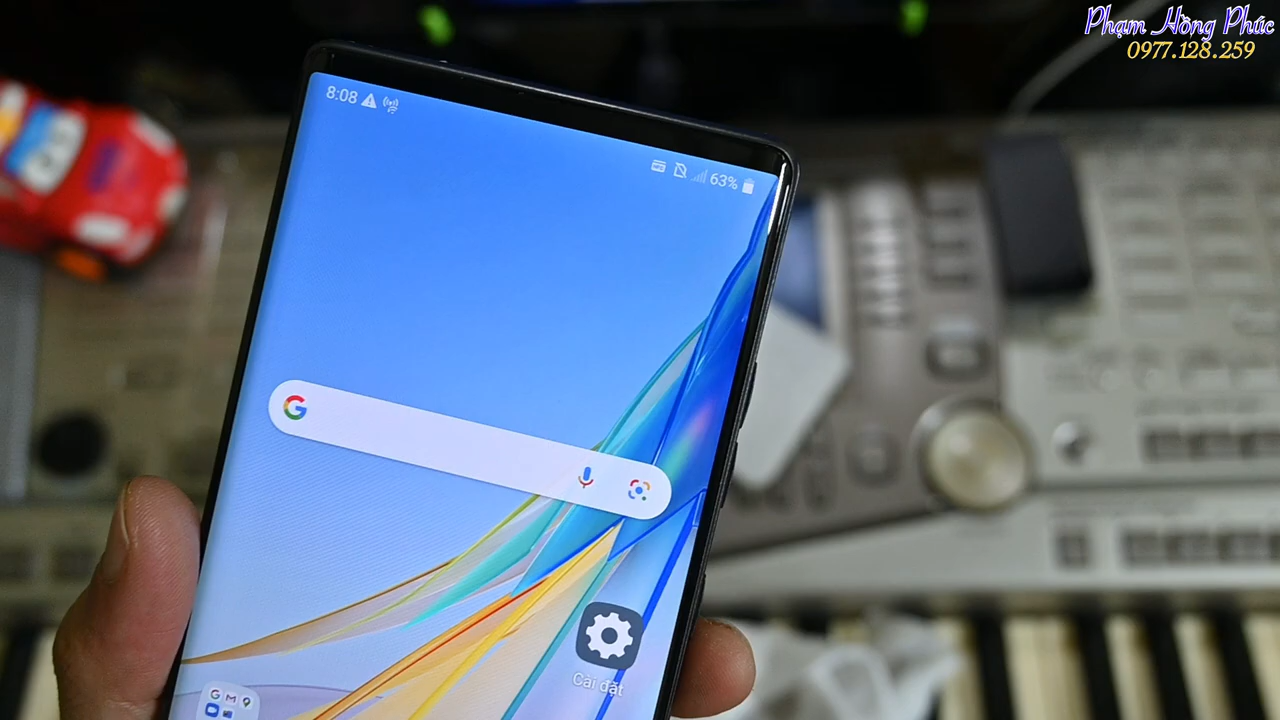 Phạm Hồng Phúc
0977.128.259
8:08
63%
Cài đặt